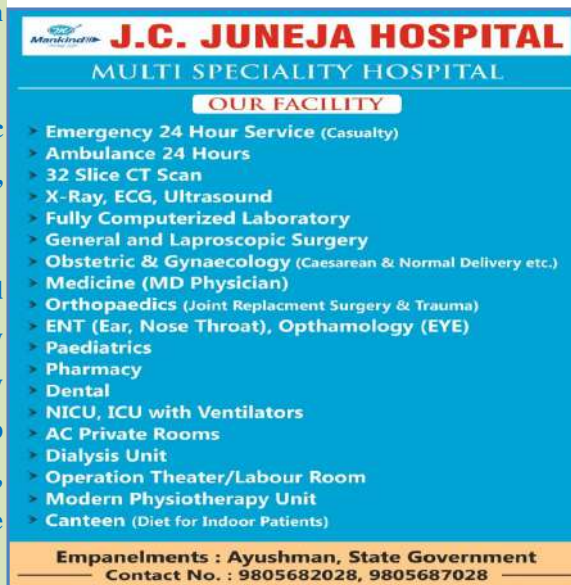 Mankind
J.C. JUNEJA HOSPITAL
MULTI SPECIALITY HOSPITAL
OUR FACILITY
Emergency 24 Hour Service (Casualty)
Ambulance 24 Hours
32 Slice CT Scan
X-Ray, ECG, Ultrasound
Fully Computerized Laboratory
General and Laproscopic Surgery
Obstetric & Gynaecology (Caesarean & Normal Delivery etc.)
Medicine (MD Physician)
Orthopaedics (Joint Replacment Surgery & Trauma)
ENT (Ear, Nose Throat), Opthamology (EYE)
Paediatrics
Pharmacy
Dental
NICU, ICU with Ventilators
AC Private Rooms
Dialysis Unit
Operation Theater/Labour Room
Modern Physiotherapy Unit
Canteen (Diet for Indoor Patients)
Empanelments : Ayushman, State Government
Contact No. : 9805682028, 9805687028